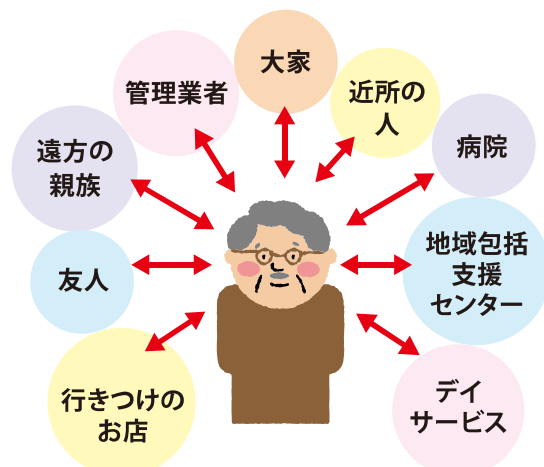 大家
管理業者
近所の
人
遠方の
親族
病院
友人
地域包括
支援
センター
行きつけの
お店
デイ
サービス